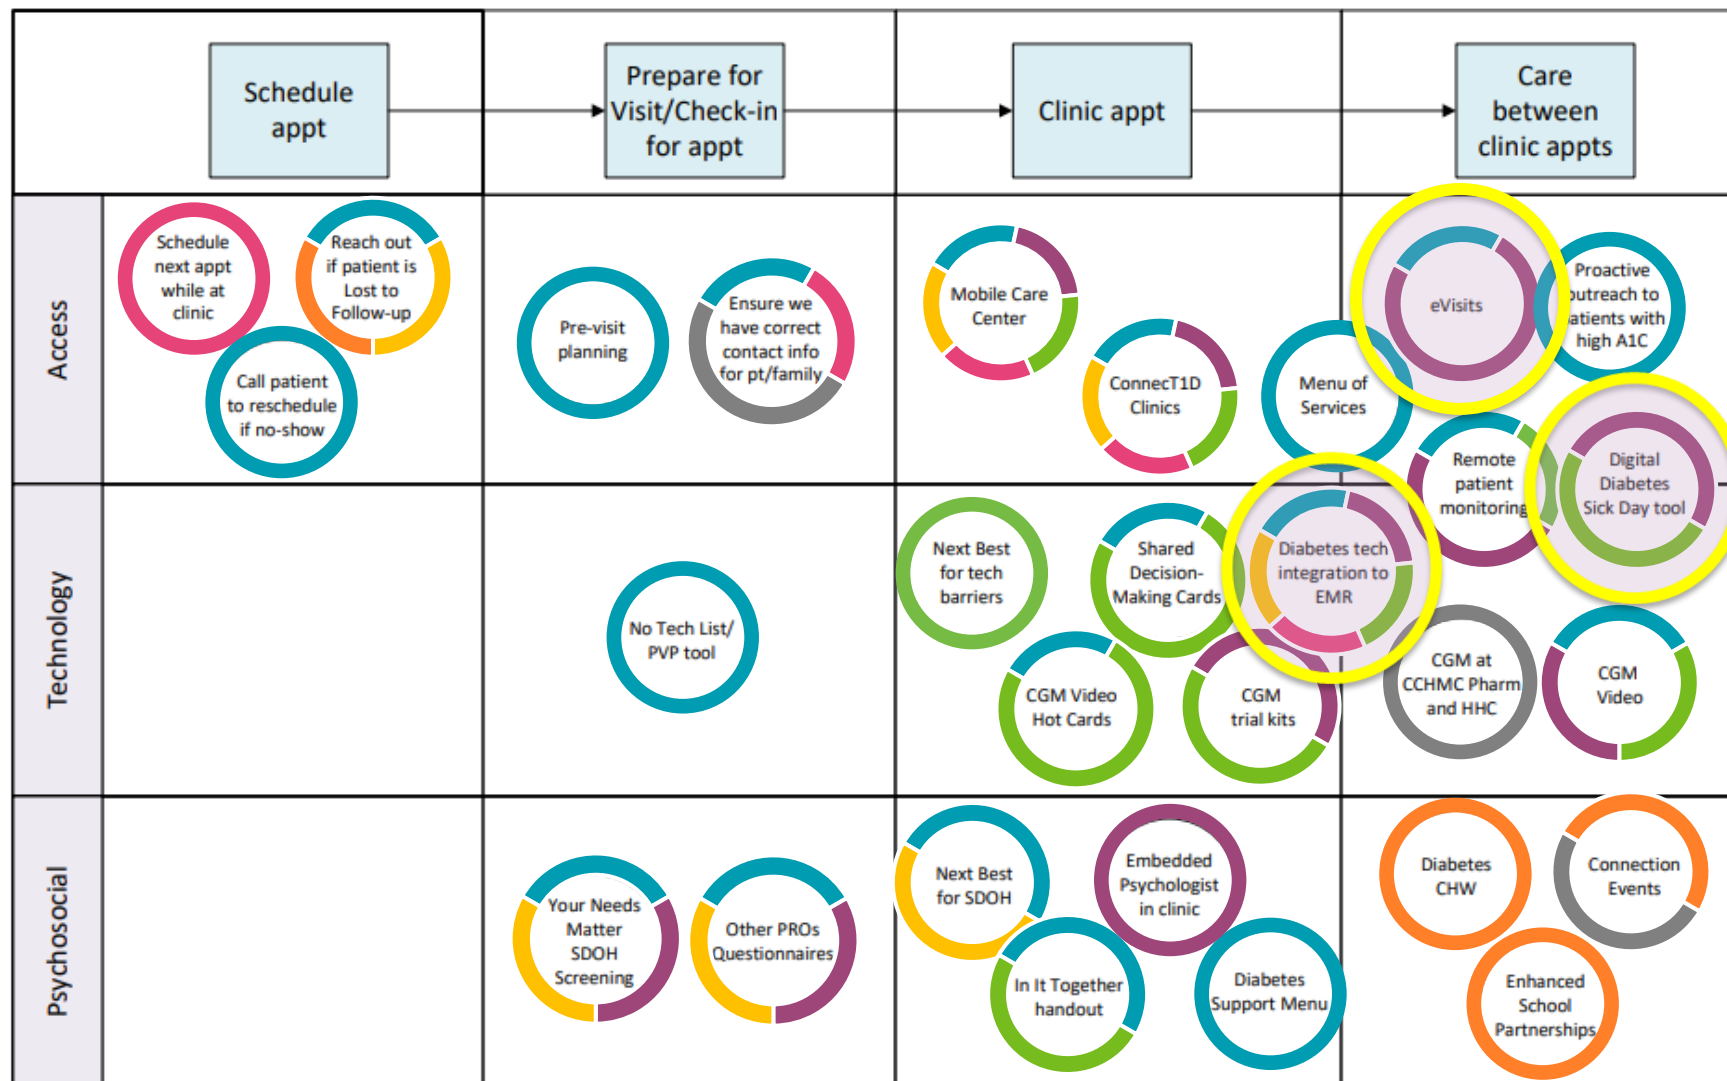 Schedule
appt
Prepare for
Visit/Check-in
for appt
Clinic appt
Care
between
clinic appts
Access
Schedule
next appt
while at
clinic
Reach out
if patient is
Lost to
Follow-up
Call patient
to reschedule
if no-show
Pre-visit
planning
Ensure we
have correct
contact info
for pt/family
Mobile Care
Center
ConnecT1D
Clinics
Menu of
Services
eVisits
Proactive
outreach to
patients with
high A1C
Remote
patient
monitoring
Digital
Diabetes
Sick Day tool
Technology
No Tech List/
PVP tool
Next Best
for tech
barriers
Shared
Decision-
Making Cards
Diabetes tech
integration to
EMR
CGM Video
Hot Cards
CGM
trial kits
CGM at
CCHMC Pharm
and HHC
CGM
Video
Psychosocial
Your Needs
Matter
SDOH
Screening
Other PROs
Questionnaires
Next Best
for SDOH
Embedded
Psychologist
in clinic
In It Together
handout
Diabetes
Support Menu
Diabetes
CHW
Connection
Events
Enhanced
School
Partnerships